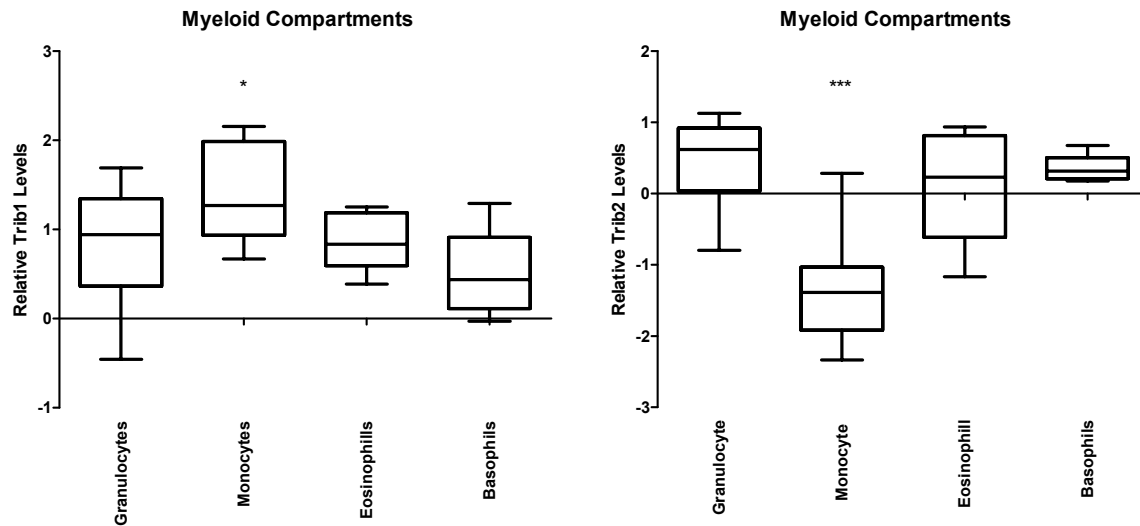 Myeloid Compartments
Relative Trib1 Levels
3
2
1
0
-1
*
Granulocytes
Monocytes
Eosinophills
Basophils
Myeloid Compartments
Relative Trib2 Levels
2
1
0
-1
-2
-3
***
Granulocyte
Monocyte
Eosinophill
Basophils